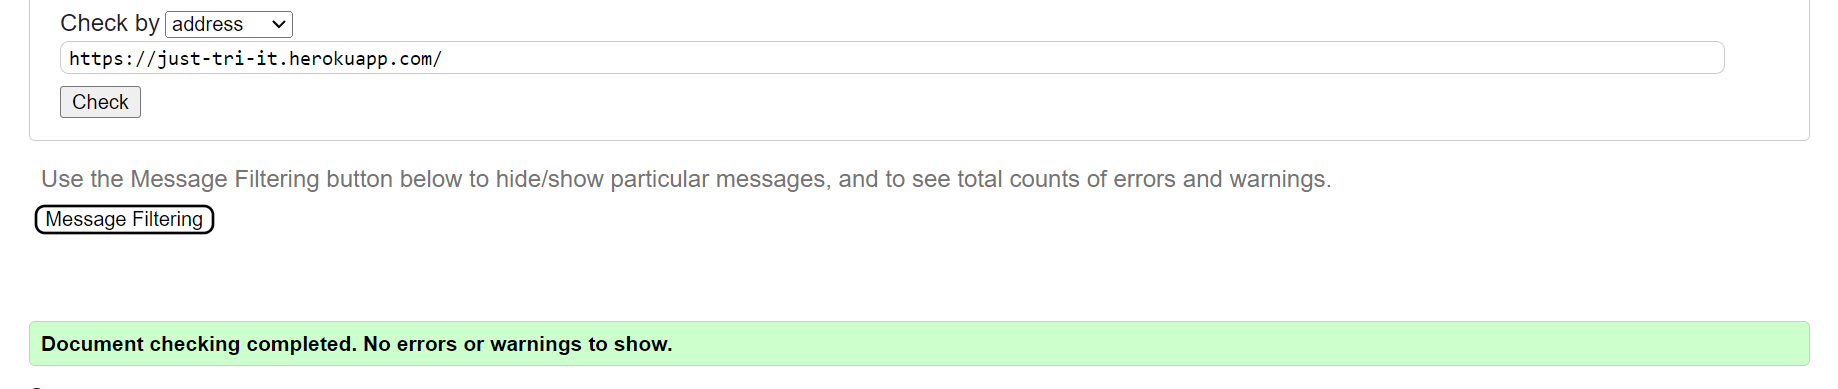 Check by address
https://just-tri-it.herokuapp.com/
Check
Use the Message Filtering button below to hide/show particular messages, and to see total counts of errors and warnings.
Message Filtering
Document checking completed. No errors or warnings to show.